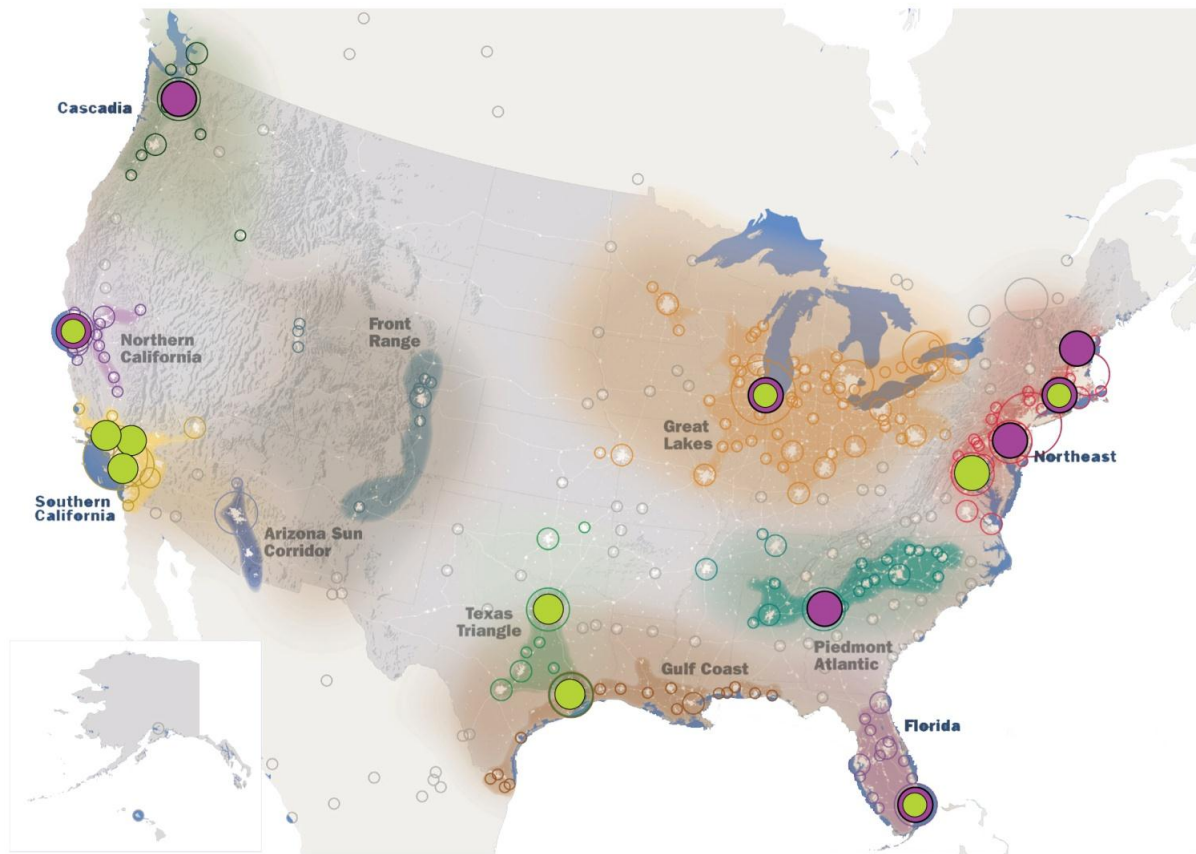 Cascadia
Northern
California
Front
Range
Great
Lakes
Northeast
Southern
California
Arizona Sun
Corridor
Texas
Triangle
Gulf Coast
Piedmont
Atlantic
Florida